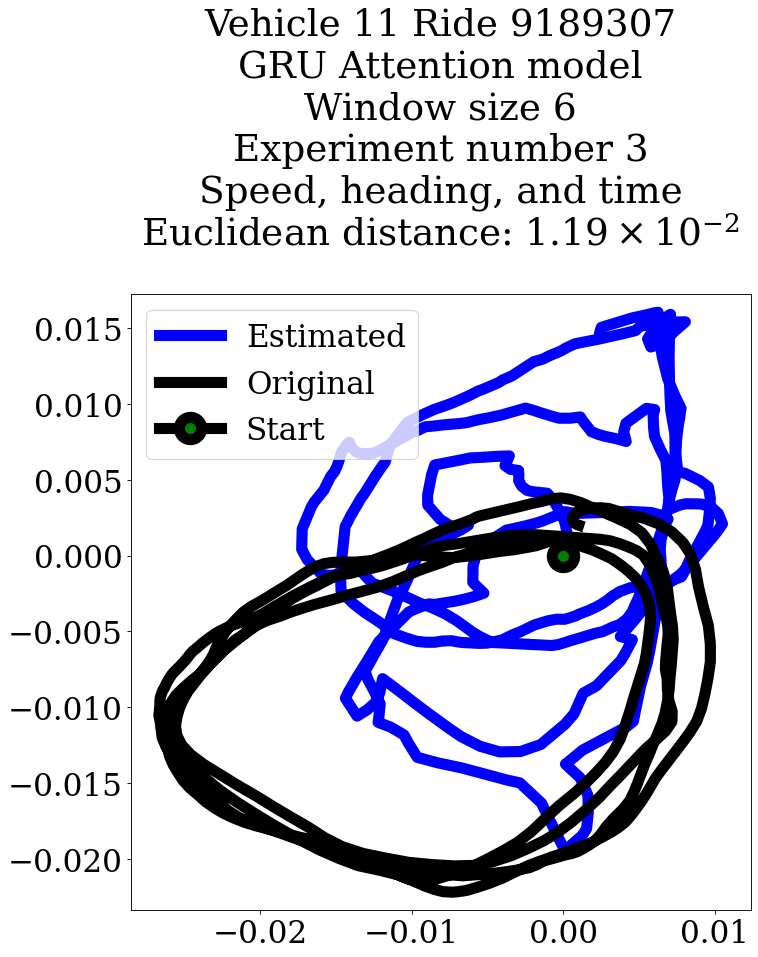 Vehicle 11 Ride 9189307
GRU Attention model
Window size 6
Experiment number 3
Speed, heading, and time
Euclidean distance: 1.19 × 10⁻²
Estimated
Original
Start
0.015
0.010
0.005
0.000
−0.005
−0.010
−0.015
−0.020
−0.02 −0.01 0.00 0.01